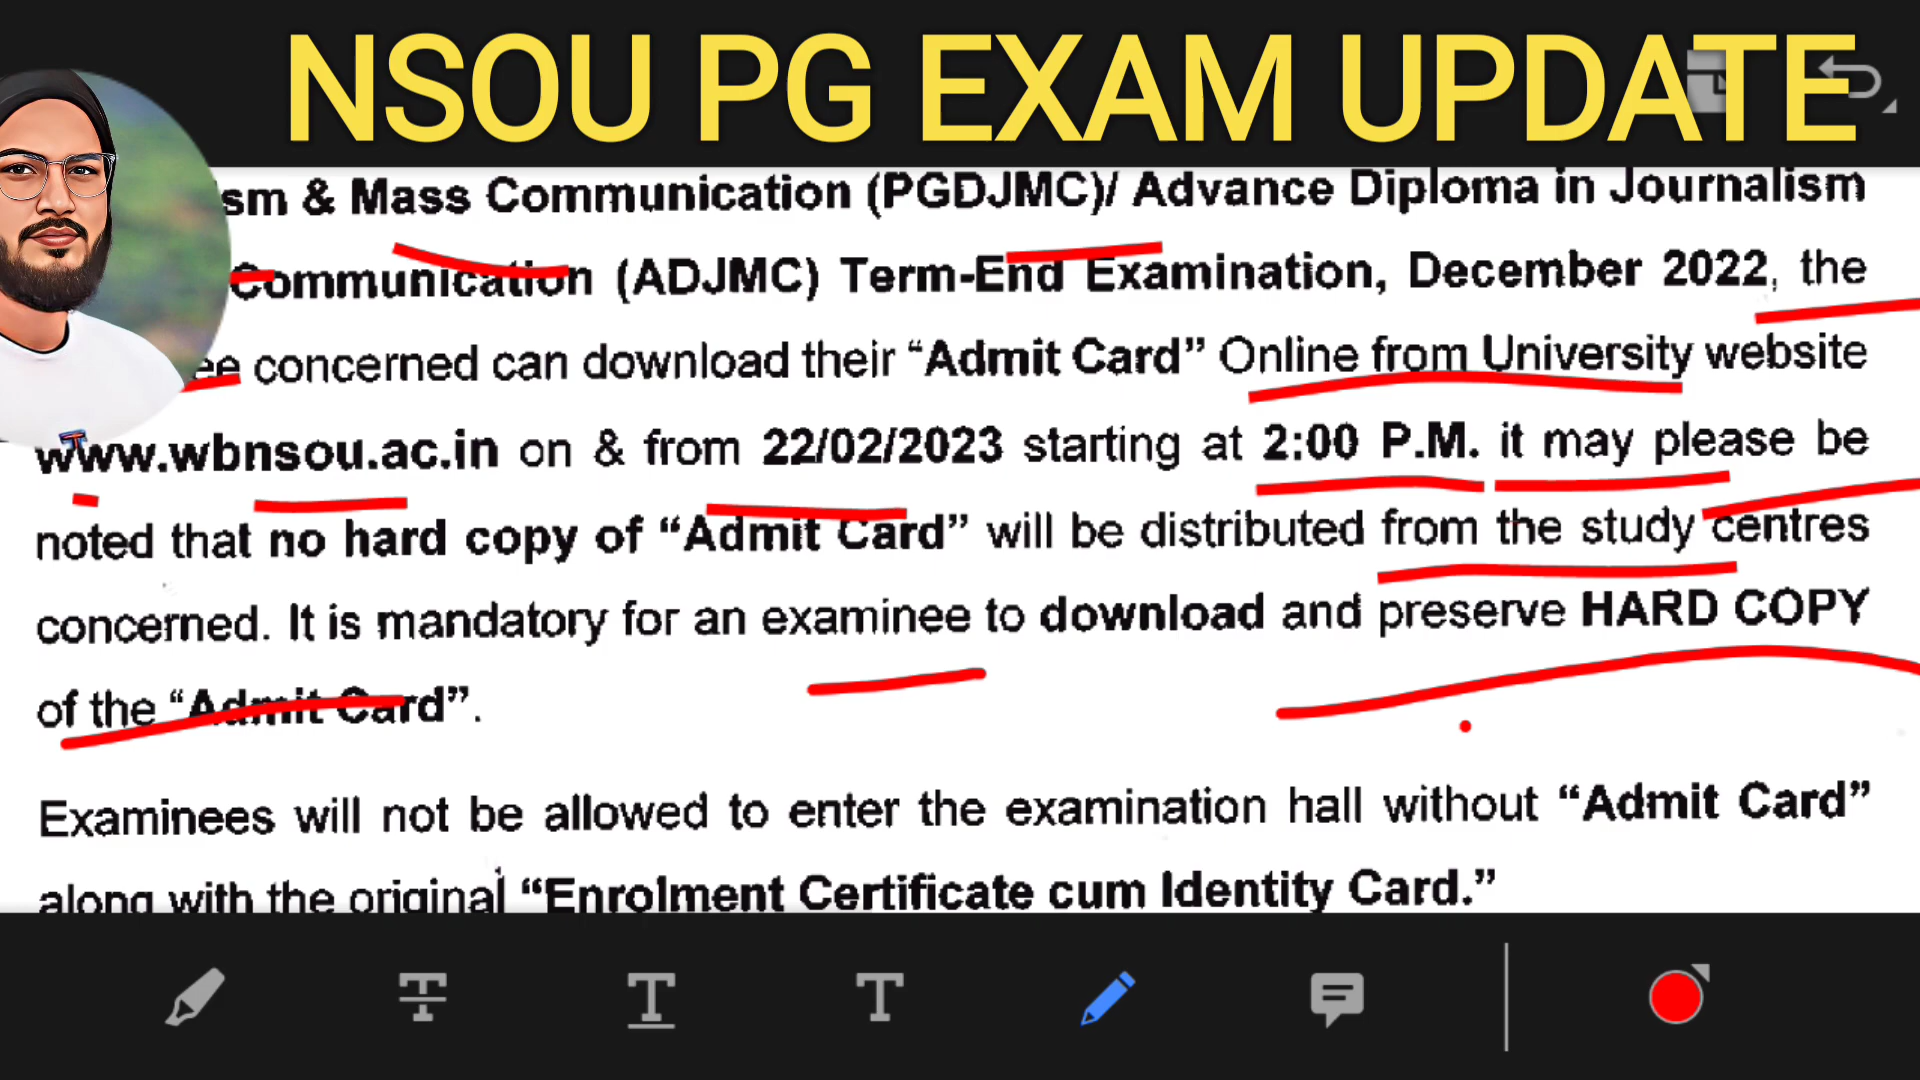 NSOU PG EXAM UPDATE
sm & Mass Communication (PGDJMC)/ Advance Diploma in Journalism
Communication (ADJMC) Term-End Examination, December 2022, the
ee concerned can download their “Admit Card” Online from University website
www.wbnsou.ac.in on & from 22/02/2023 starting at 2:00 P.M. it may please be
noted that no hard copy of “Admit Card” will be distributed from the study centres
concerned. It is mandatory for an examinee to download and preserve HARD COPY
of the “Admit Card”.
Examinees will not be allowed to enter the examination hall without “Admit Card”
along with the original “Enrolment Certificate cum Identity Card.”